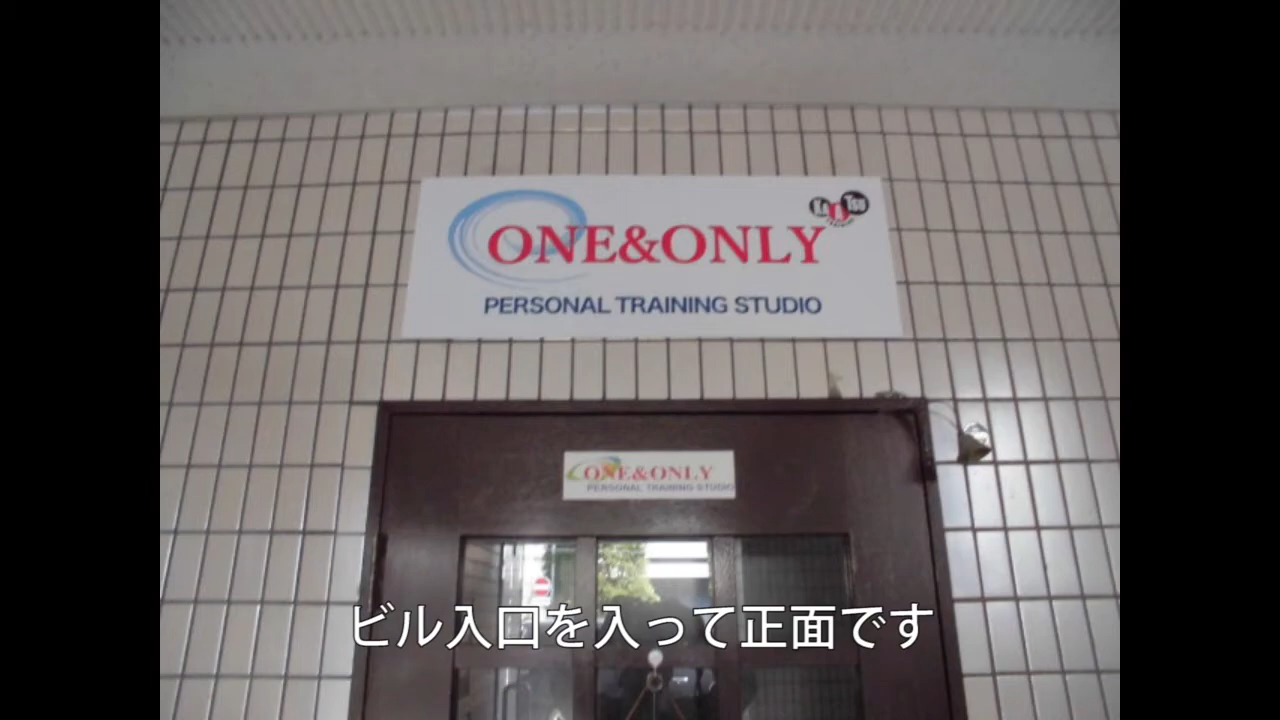 ONE&ONLY
KAATSU
PERSONAL TRAINING STUDIO
ONE&ONLY
PERSONAL TRAINING STUDIO
ビル入口を入って正面です